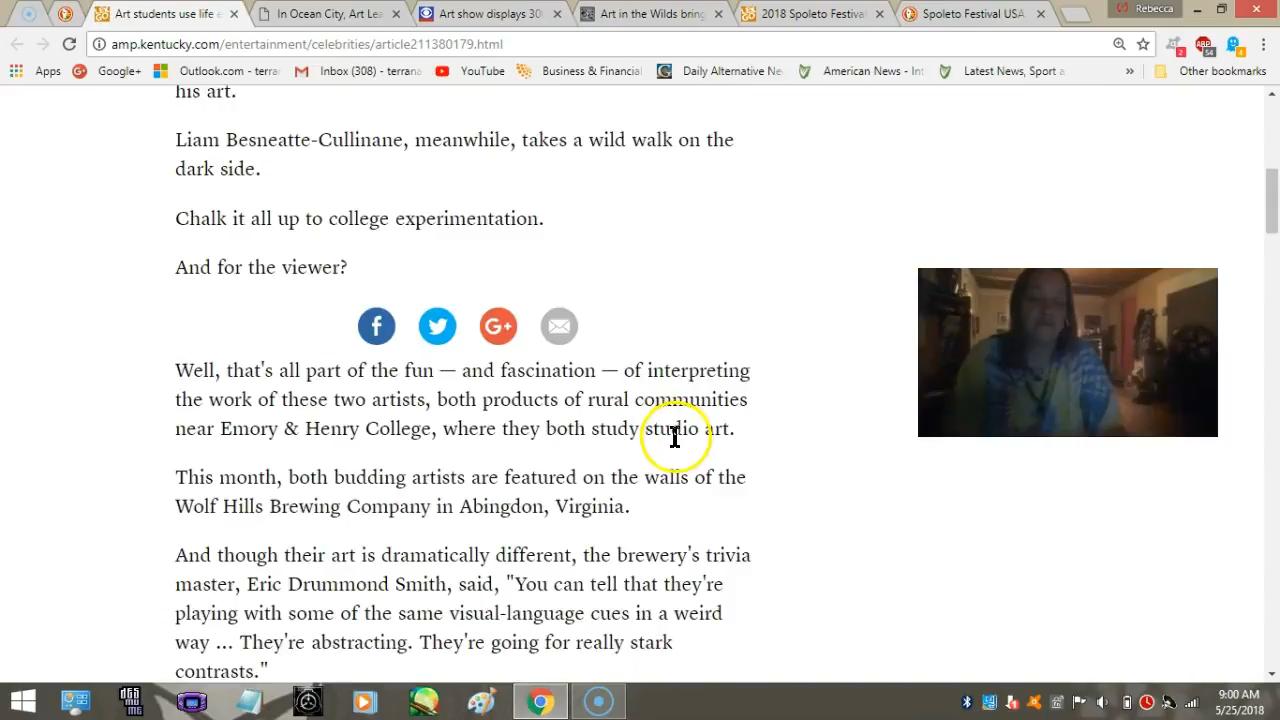 Art students use life e
In Ocean City, Art Lea
Art show displays 30
Art in the Wilds bring
2018 Spoleto Festival
Spoleto Festival USA
Rebecca
amp.kentucky.com/entertainment/celebrities/article211380179.html
2
ABP
54
4
Apps
Google+
Outlook.com - terra
Inbox (308) - terran
YouTube
Business & Financia
Daily Alternative Ne
American News - In
Latest News, Sport a
»
Other bookmarks
his art.
Liam Besneatte-Cullinane, meanwhile, takes a wild walk on the
dark side.
Chalk it all up to college experimentation.
And for the viewer?
f
G+
Well, that's all part of the fun — and fascination — of interpreting
the work of these two artists, both products of rural communities
near Emory & Henry College, where they both study studio art.
This month, both budding artists are featured on the walls of the
Wolf Hills Brewing Company in Abingdon, Virginia.
And though their art is dramatically different, the brewery's trivia
master, Eric Drummond Smith, said, "You can tell that they're
playing with some of the same visual-language cues in a weird
way ... They're abstracting. They're going for really stark
contrasts."
9:00 AM
5/25/2018